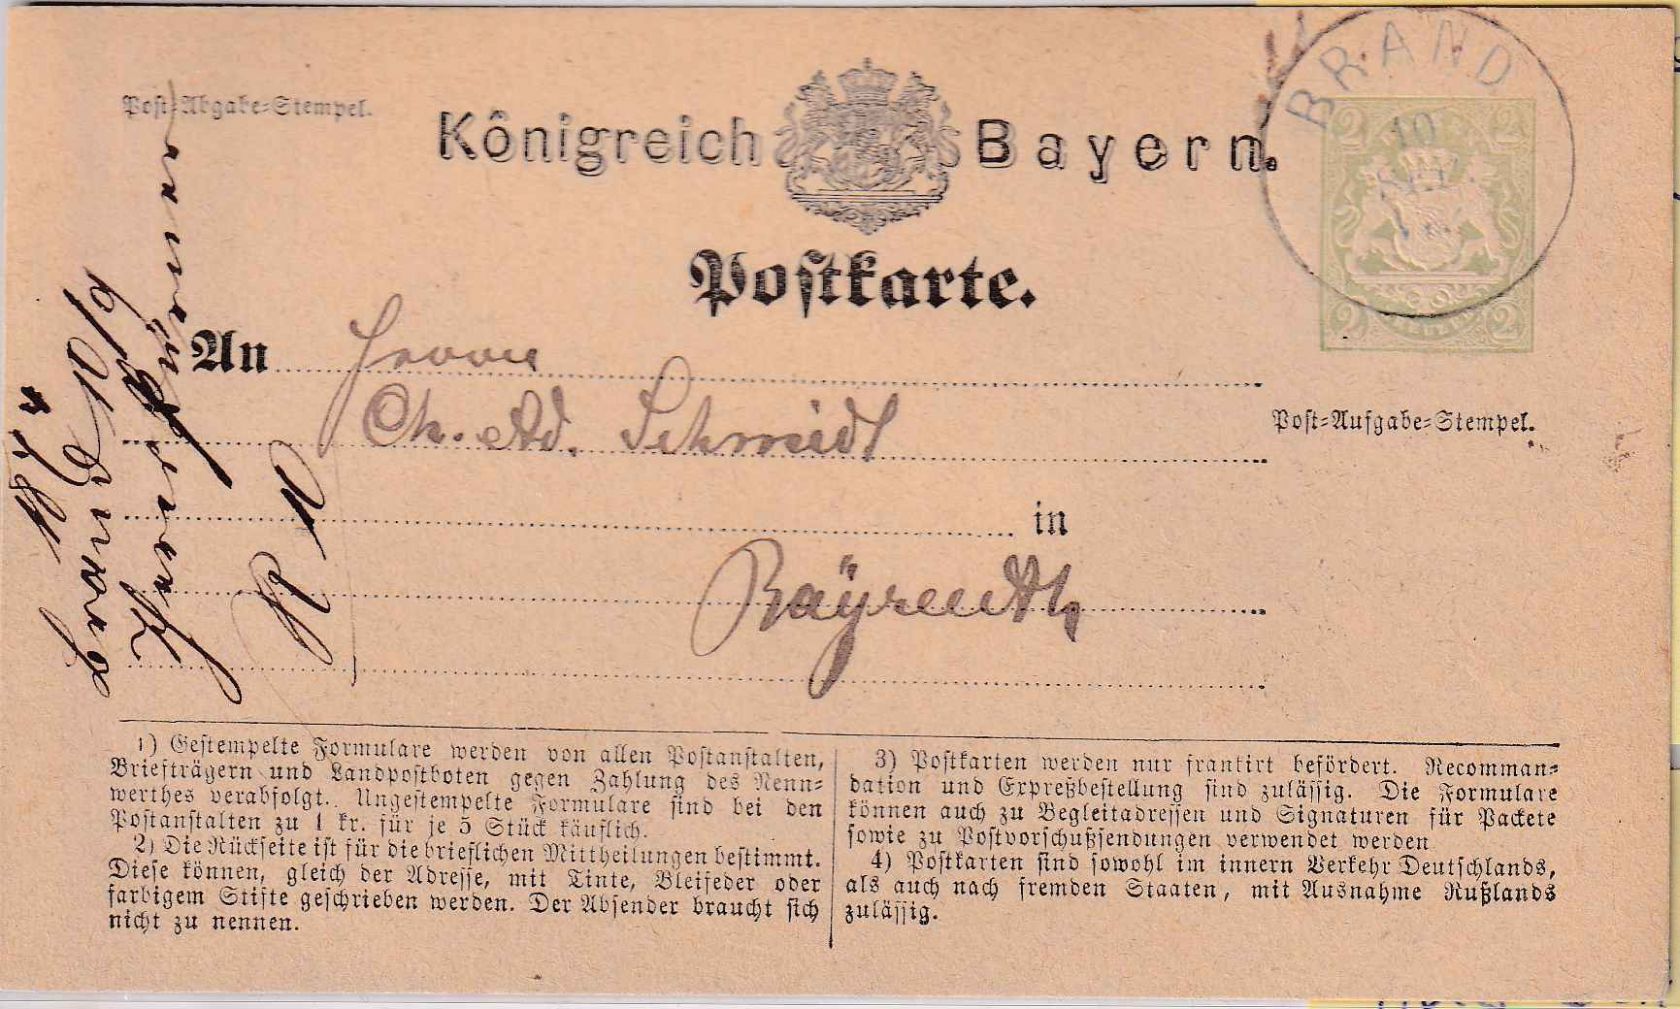 BRAND
10
2 2
2 2
Post-Abgabe-Stempel.
Königreich Bayern.
Postkarte.
An Herrn
Ch. Ad. Schmidt
in
Bayreuth
Post-Aufgabe-Stempel.
1) Gestempelte Formulare werden von allen Postanstalten,
Briefträgern und Landpostboten gegen Zahlung des Nenn-
werthes verabfolgt. Ungestempelte Formulare sind bei den
Postanstalten zu 1 kr. für je 5 Stück käuflich.
2) Die Rückseite ist für die brieflichen Mittheilungen bestimmt.
Diese können, gleich der Adresse, mit Tinte, Bleifeder oder
farbigem Stifte geschrieben werden. Der Absender braucht sich
nicht zu nennen.
3) Postkarten werden nur frankirt befördert. Recomman-
dation und Expreßbestellung sind zulässig. Die Formulare
können auch zu Begleitadressen und Signaturen für Packete
sowie zu Postvorschußsendungen verwendet werden
4) Postkarten sind sowohl im innern Verkehr Deutschlands,
als auch nach fremden Staaten, mit Ausnahme Rußlands
zulässig.